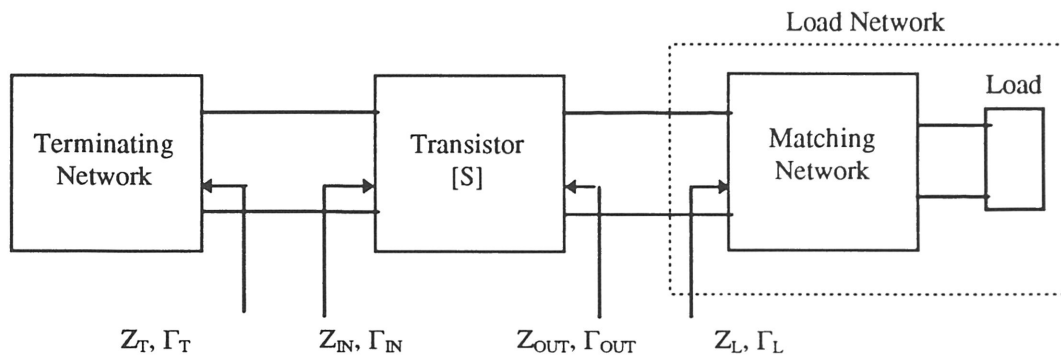 Load Network
Load
Terminating
Network
Transistor
[S]
Matching
Network
Z_T, Γ_T
Z_IN, Γ_IN
Z_OUT, Γ_OUT
Z_L, Γ_L